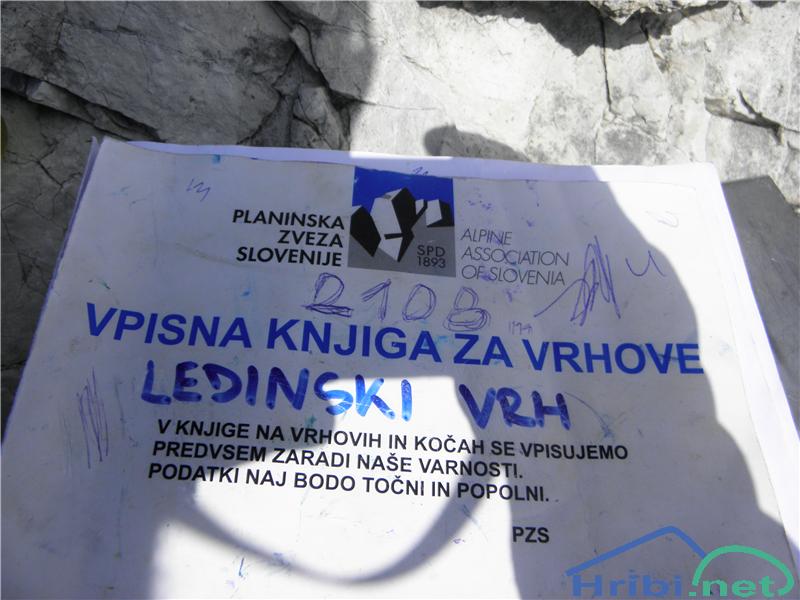 PLANINSKA
ZVEZA
SLOVENIJE
SPD
1893
ALPINE
ASSOCIATION
OF SLOVENIA
2108
VPISNA KNJIGA ZA VRHOVE
LEDINSKI VRH
V KNJIGE NA VRHOVIH IN KOČAH SE VPISUJEMO
PREDVSEM ZARADI NAŠE VARNOSTI.
PODATKI NAJ BODO TOČNI IN POPOLNI.
PZS
Hribi.net